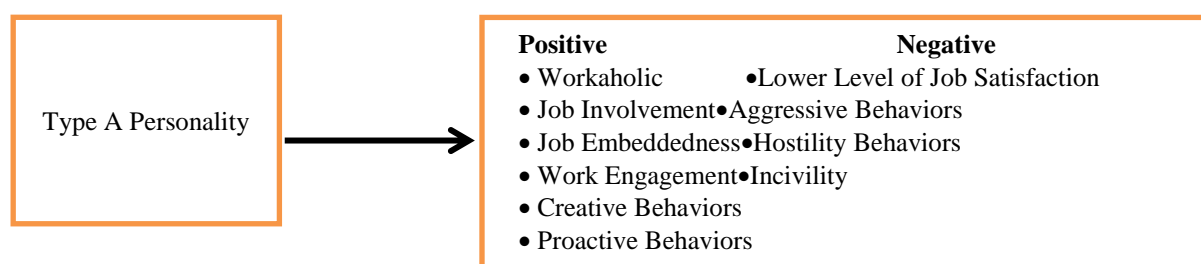 Type A Personality
Positive Negative
• Workaholic •Lower Level of Job Satisfaction
• Job Involvement•Aggressive Behaviors
• Job Embeddedness•Hostility Behaviors
• Work Engagement•Incivility
• Creative Behaviors
• Proactive Behaviors